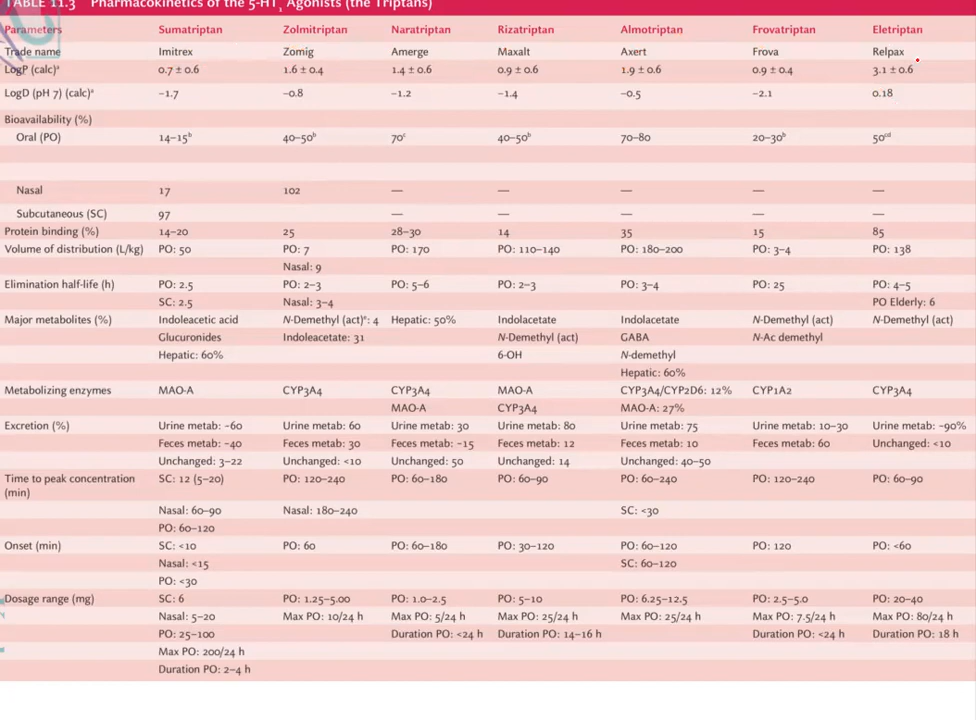 TABLE 11.3 Pharmacokinetics of the 5-HT₁ Agonists (the Triptans)
Parameters Sumatriptan Zolmitriptan Naratriptan Rizatriptan Almotriptan Frovatriptan Eletriptan
Trade name Imitrex Zomig Amerge Maxalt Axert Frova Relpax
LogP (calc)ᵃ 0.7 ± 0.6 1.6 ± 0.4 1.4 ± 0.6 0.9 ± 0.6 1.9 ± 0.6 0.9 ± 0.4 3.1 ± 0.6
LogD (pH 7) (calc)ᵃ −1.7 −0.8 −1.2 −1.4 −0.5 −2.1 0.18
Bioavailability (%)
Oral (PO) 14–15ᵇ 40–50ᵇ 70ᶜ 40–50ᵇ 70–80 20–30ᵇ 50ᶜᵈ
Nasal 17 102 — — — — —
Subcutaneous (SC) 97 — — — — —
Protein binding (%) 14–20 25 28–30 14 35 15 85
Volume of distribution (L/kg) PO: 50 PO: 7 PO: 170 PO: 110–140 PO: 180–200 PO: 3–4 PO: 138
Nasal: 9
Elimination half-life (h) PO: 2.5 PO: 2–3 PO: 5–6 PO: 2–3 PO: 3–4 PO: 25 PO: 4–5
SC: 2.5 Nasal: 3–4 PO Elderly: 6
Major metabolites (%) Indoleacetic acid N-Demethyl (act)ᵉ: 4 Hepatic: 50% Indolacetate Indolacetate N-Demethyl (act) N-Demethyl (act)
Glucuronides Indoleacetate: 31 N-Demethyl (act) GABA N-Ac demethyl
Hepatic: 60% 6-OH N-demethyl
Hepatic: 60%
Metabolizing enzymes MAO-A CYP3A4 CYP3A4 MAO-A CYP3A4/CYP2D6: 12% CYP1A2 CYP3A4
MAO-A CYP3A4 MAO-A: 27%
Excretion (%) Urine metab: ~60 Urine metab: 60 Urine metab: 30 Urine metab: 80 Urine metab: 75 Urine metab: 10–30 Urine metab: ~90%
Feces metab: ~40 Feces metab: 30 Feces metab: ~15 Feces metab: 12 Feces metab: 10 Feces metab: 60 Unchanged: <10
Unchanged: 3–22 Unchanged: <10 Unchanged: 50 Unchanged: 14 Unchanged: 40–50
Time to peak concentration SC: 12 (5–20) PO: 120–240 PO: 60–180 PO: 60–90 PO: 60–240 PO: 120–240 PO: 60–90
(min)
Nasal: 60–90 Nasal: 180–240 SC: <30
PO: 60–120
Onset (min) SC: <10 PO: 60 PO: 60–180 PO: 30–120 PO: 60–120 PO: 120 PO: <60
Nasal: <15 SC: 60–120
PO: <30
Dosage range (mg) SC: 6 PO: 1.25–5.00 PO: 1.0–2.5 PO: 5–10 PO: 6.25–12.5 PO: 2.5–5.0 PO: 20–40
Nasal: 5–20 Max PO: 10/24 h Max PO: 5/24 h Max PO: 25/24 h Max PO: 25/24 h Max PO: 7.5/24 h Max PO: 80/24 h
PO: 25–100 Duration PO: <24 h Duration PO: 14–16 h Duration PO: <24 h Duration PO: 18 h
Max PO: 200/24 h
Duration PO: 2–4 h